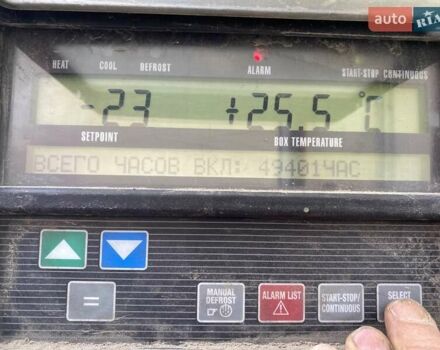 auto RIA
HEAT COOL DEFROST ALARM START-STOP CONTINUOUS
-23 +25.5 °C
SETPOINT BOX TEMPERATURE
ВСЕГО ЧАСОВ ВКЛ: 49401ЧАС
=
MANUAL DEFROST
ALARM LIST
START-STOP/ CONTINUOUS
SELECT